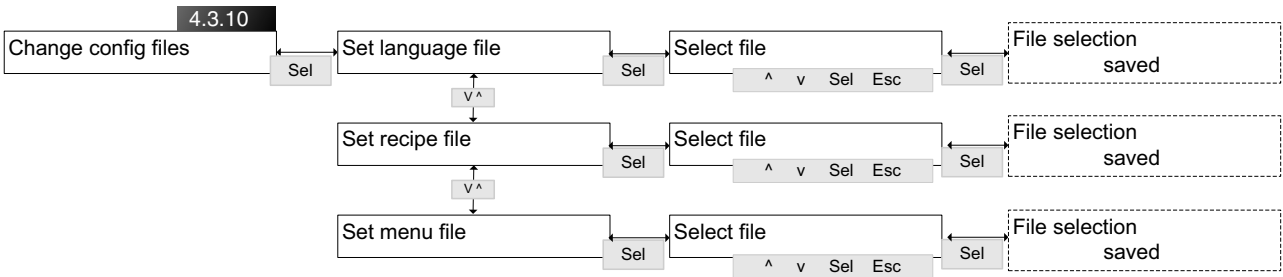 4.3.10
Change config files
Sel
Set language file
Sel
Select file
^ v Sel Esc
Sel
File selection
saved
V ^
Set recipe file
Sel
Select file
^ v Sel Esc
Sel
File selection
saved
V ^
Set menu file
Sel
Select file
^ v Sel Esc
Sel
File selection
saved